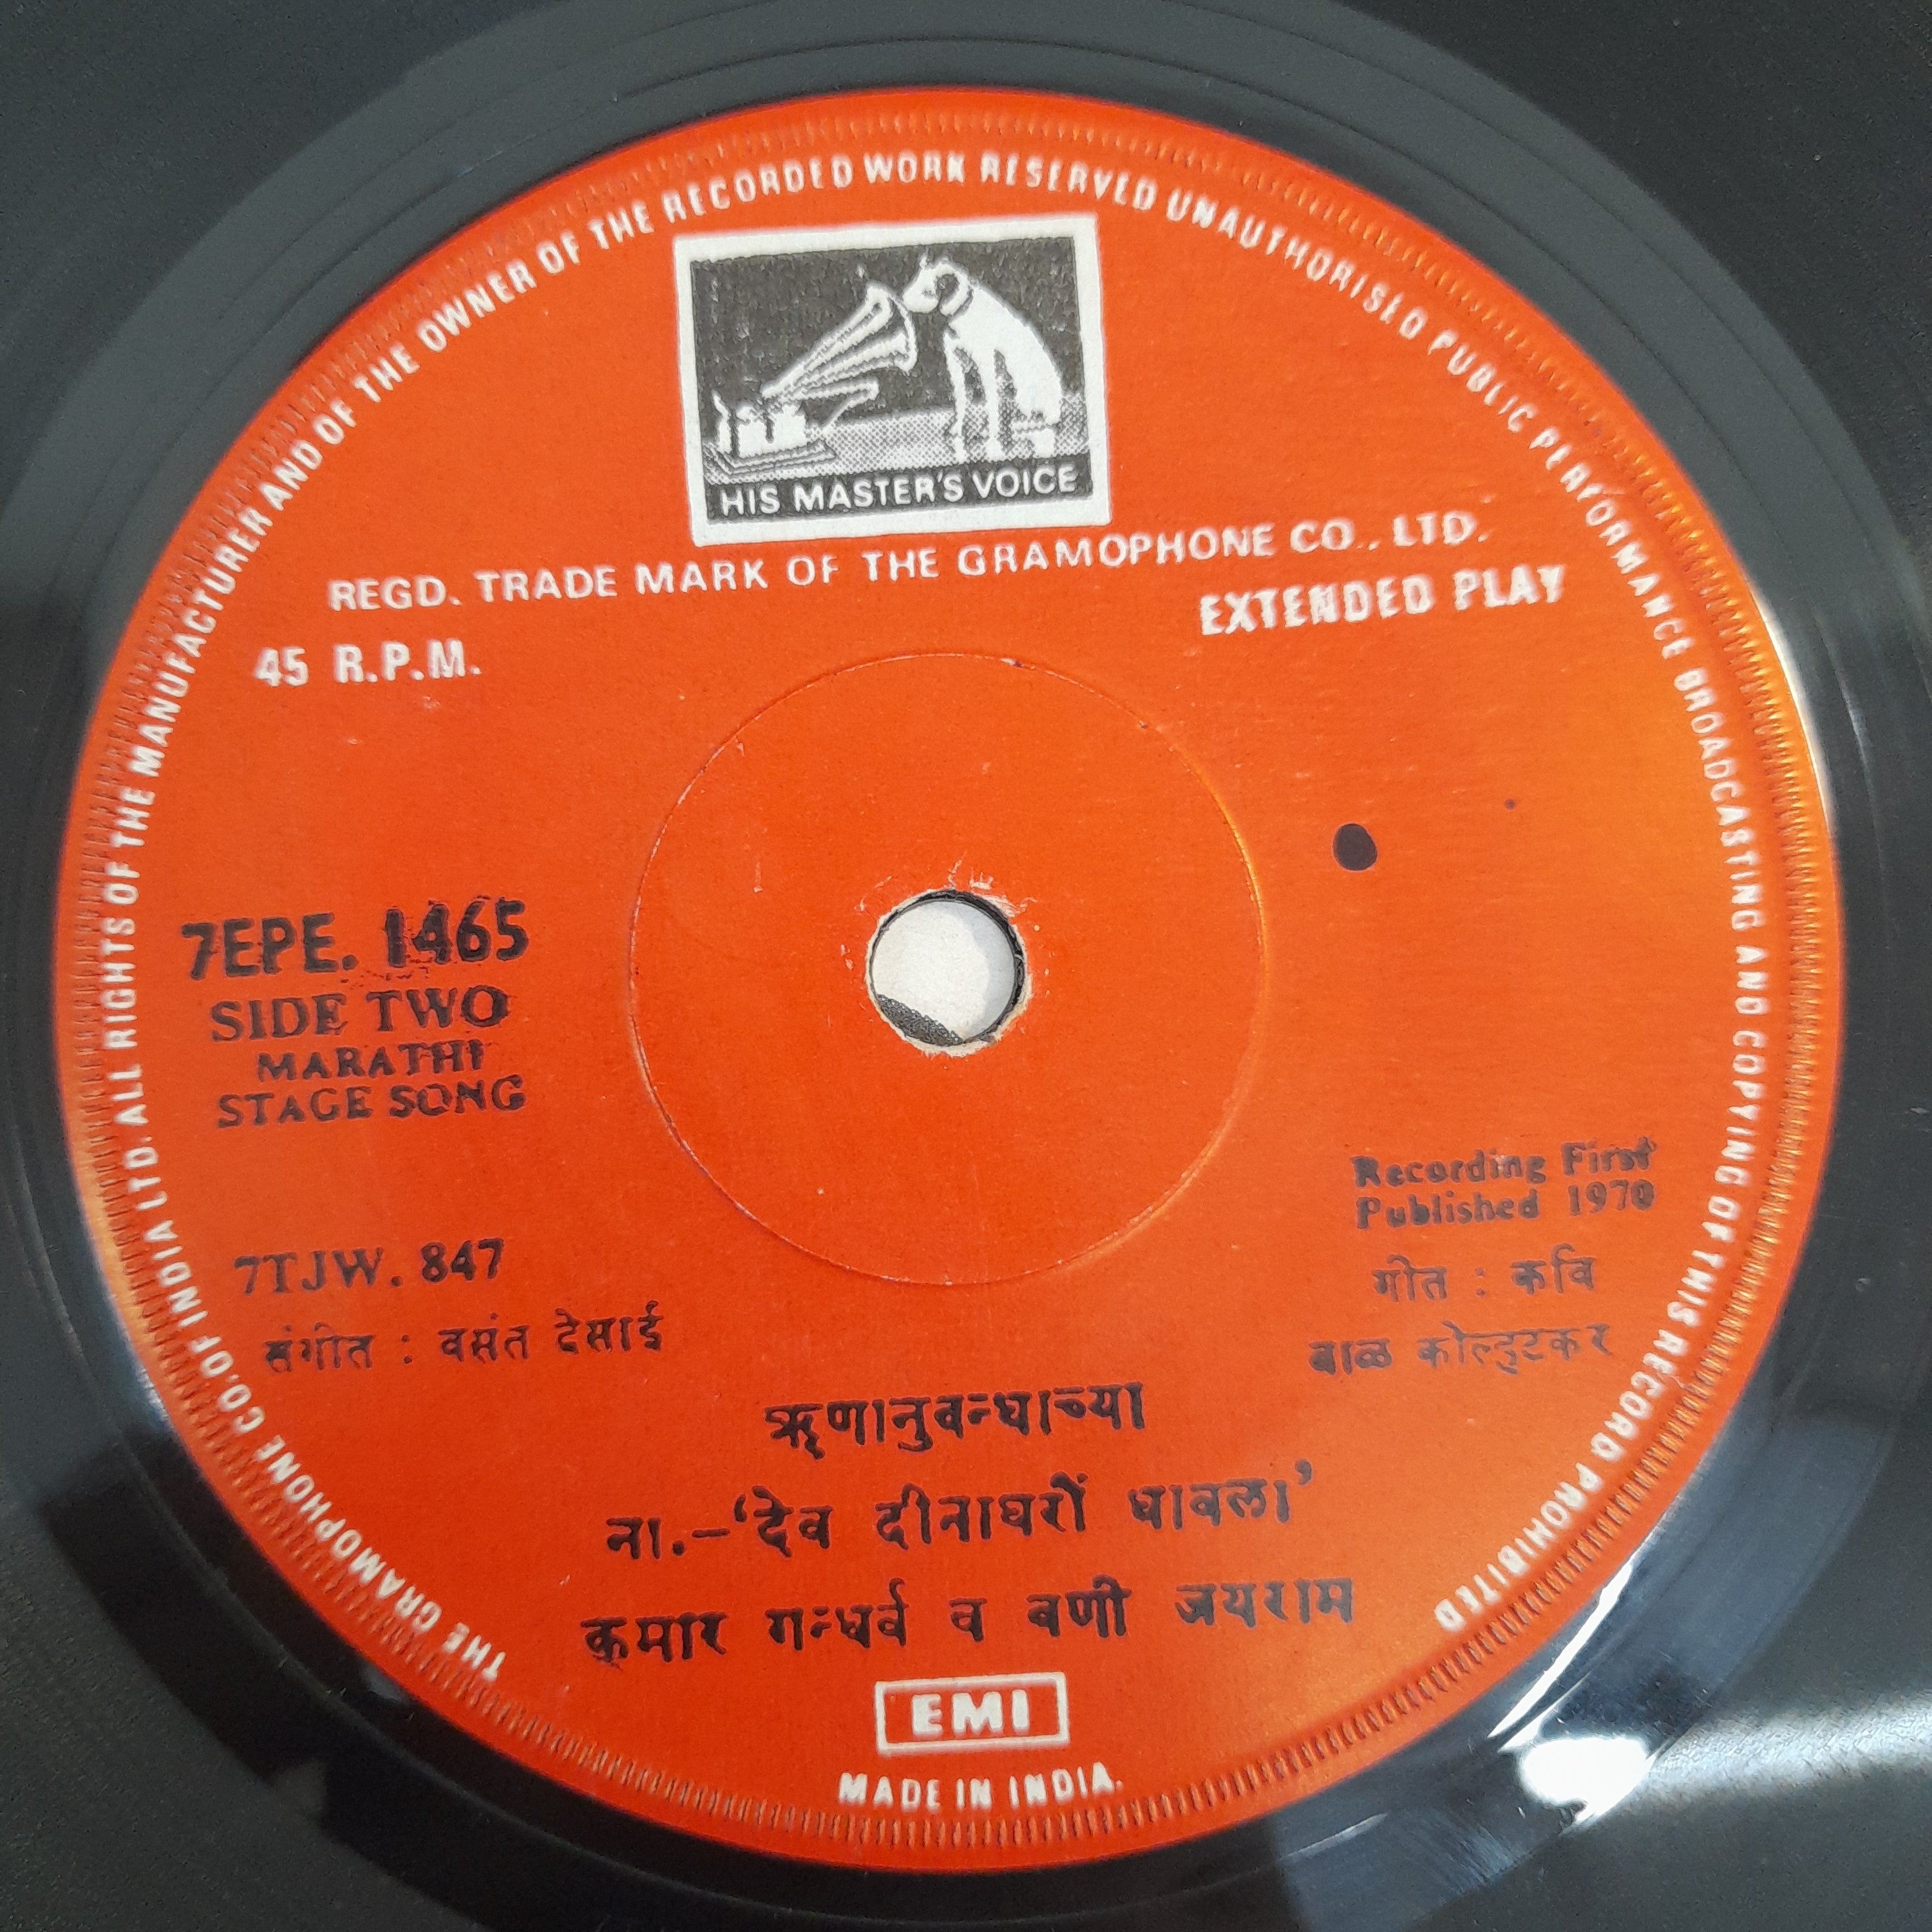 THE GRAMOPHONE CO. OF INDIA LTD. ALL RIGHTS OF THE MANUFACTURER AND OF THE OWNER OF THE RECORDED WORK RESERVED UNAUTHORISED PUBLIC PERFORMANCE BROADCASTING AND COPYING OF THIS RECORD PROHIBITED
HIS MASTER'S VOICE
REGD. TRADE MARK OF THE GRAMOPHONE CO., LTD.
EXTENDED PLAY
45 R.P.M.
7EPE. 1465
SIDE TWO
MARATHI
STAGE SONG
Recording First
Published 1970
7TJW. 847
गीत : कवि
संगीत : वसंत देसाई
बाळ कोल्हटकर
ऋणानुबन्धाच्या
ना.–‘देव दीनाघरीं धावला’
कुमार गन्धर्व व वाणी जयराम
EMI
MADE IN INDIA.